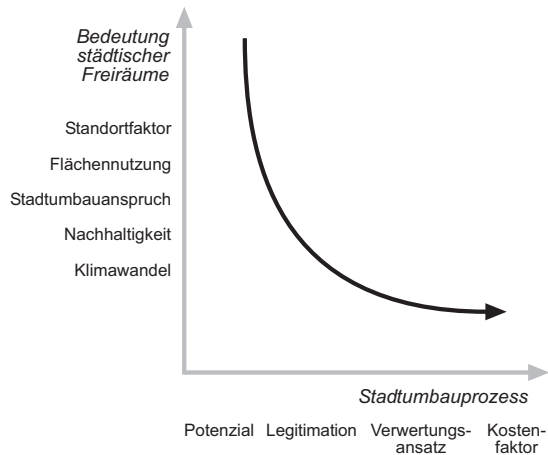 Bedeutung
städtischer
Freiräume
Standortfaktor
Flächennutzung
Stadtumbauanspruch
Nachhaltigkeit
Klimawandel
Stadtumbauprozess
Potenzial Legitimation Verwertungs- Kosten-
ansatz faktor